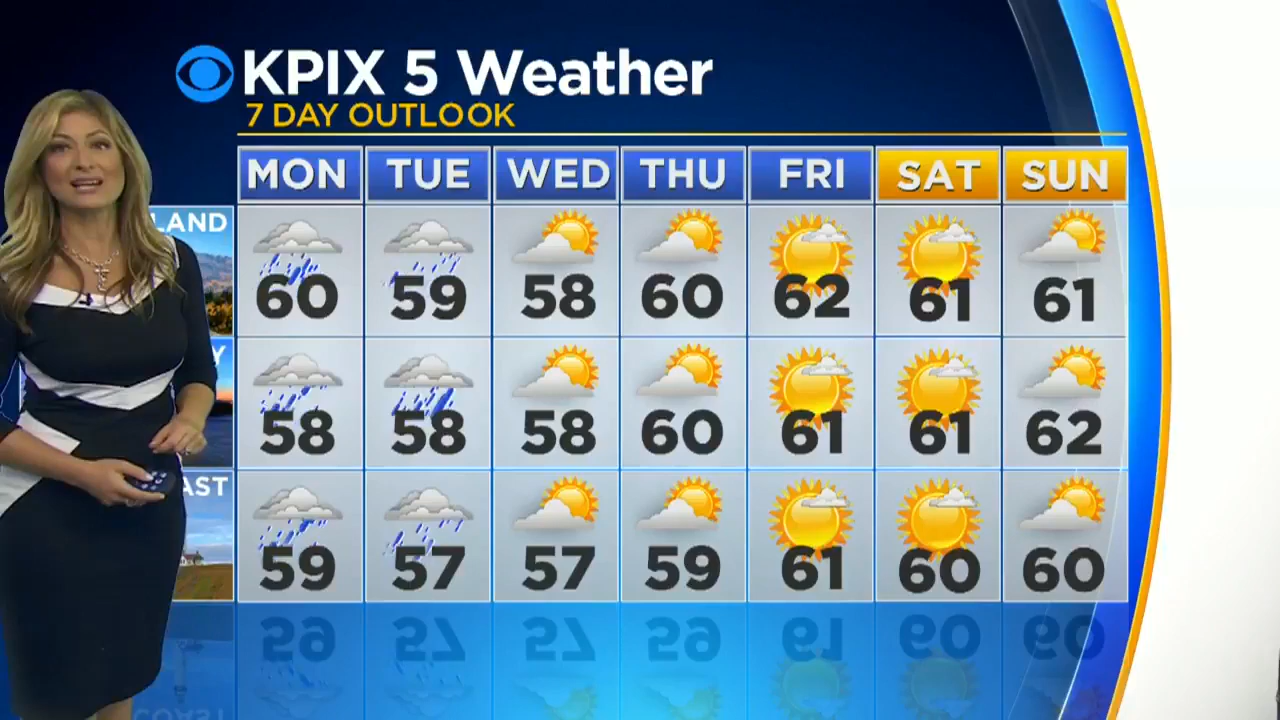 KPIX 5 Weather
7 DAY OUTLOOK
MON TUE WED THU FRI SAT SUN
LAND
60 59 58 60 62 61 61
Y
58 58 58 60 61 61 62
AST
59 57 57 59 61 60 60